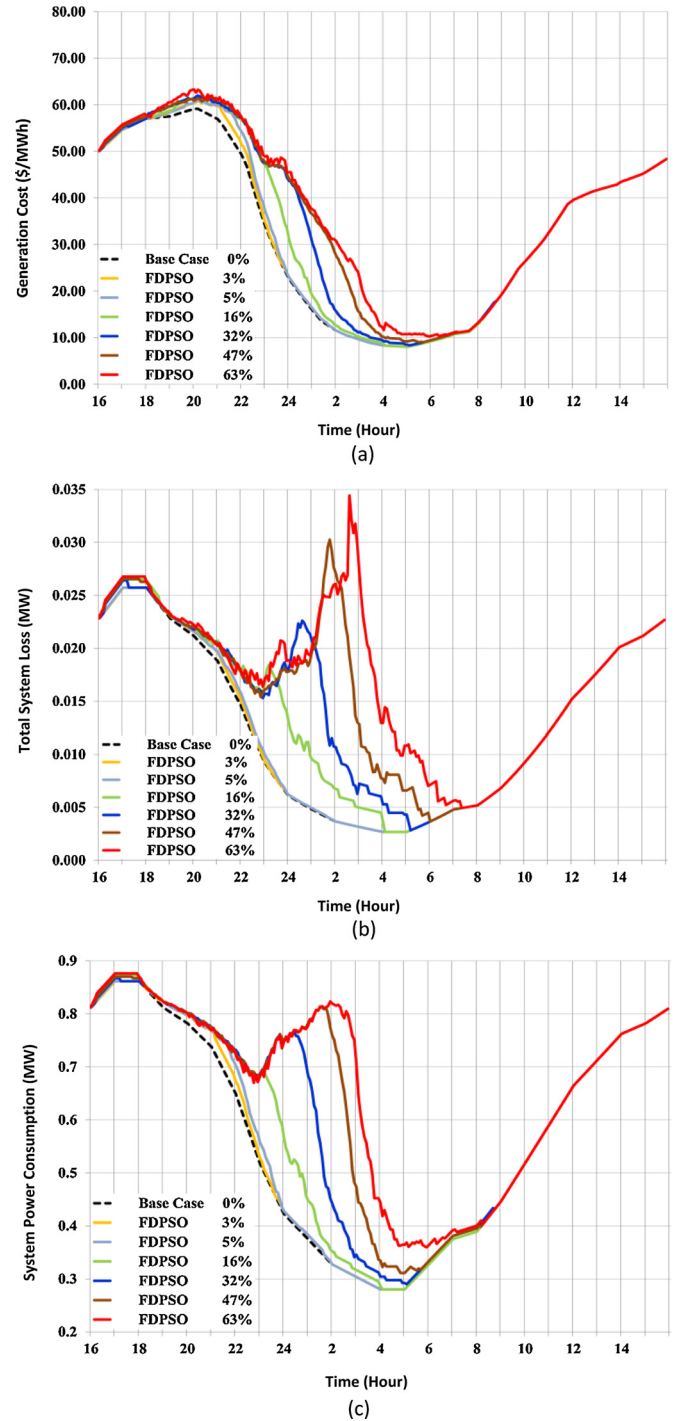 80.00
70.00
60.00
50.00
40.00
30.00
20.00
10.00
0.00
Generation Cost ($/MWh)
Base Case 0%
FDPSO 3%
FDPSO 5%
FDPSO 16%
FDPSO 32%
FDPSO 47%
FDPSO 63%
16 18 20 22 24 2 4 6 8 10 12 14
Time (Hour)
(a)
0.035
0.030
0.025
0.020
0.015
0.010
0.005
0.000
Total System Loss (MW)
Base Case 0%
FDPSO 3%
FDPSO 5%
FDPSO 16%
FDPSO 32%
FDPSO 47%
FDPSO 63%
16 18 20 22 24 2 4 6 8 10 12 14
Time (Hour)
(b)
0.9
0.8
0.7
0.6
0.5
0.4
0.3
0.2
System Power Consumption (MW)
Base Case 0%
FDPSO 3%
FDPSO 5%
FDPSO 16%
FDPSO 32%
FDPSO 47%
FDPSO 63%
16 18 20 22 24 2 4 6 8 10 12 14
Time (Hour)
(c)